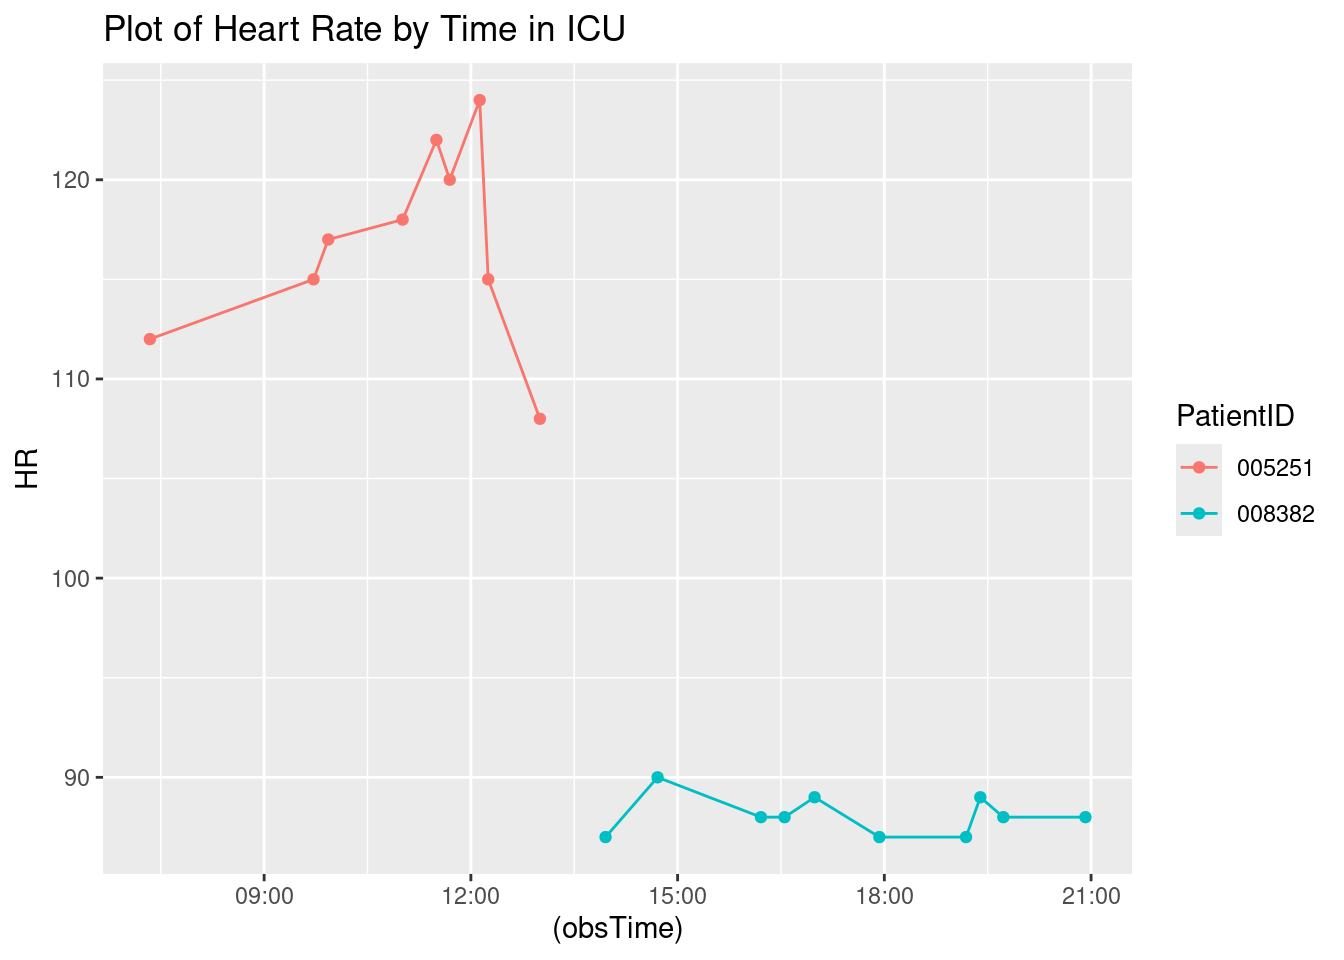 Plot of Heart Rate by Time in ICU
120
110
100
90
HR
09:00
12:00
15:00
18:00
21:00
(obsTime)
PatientID
005251
008382